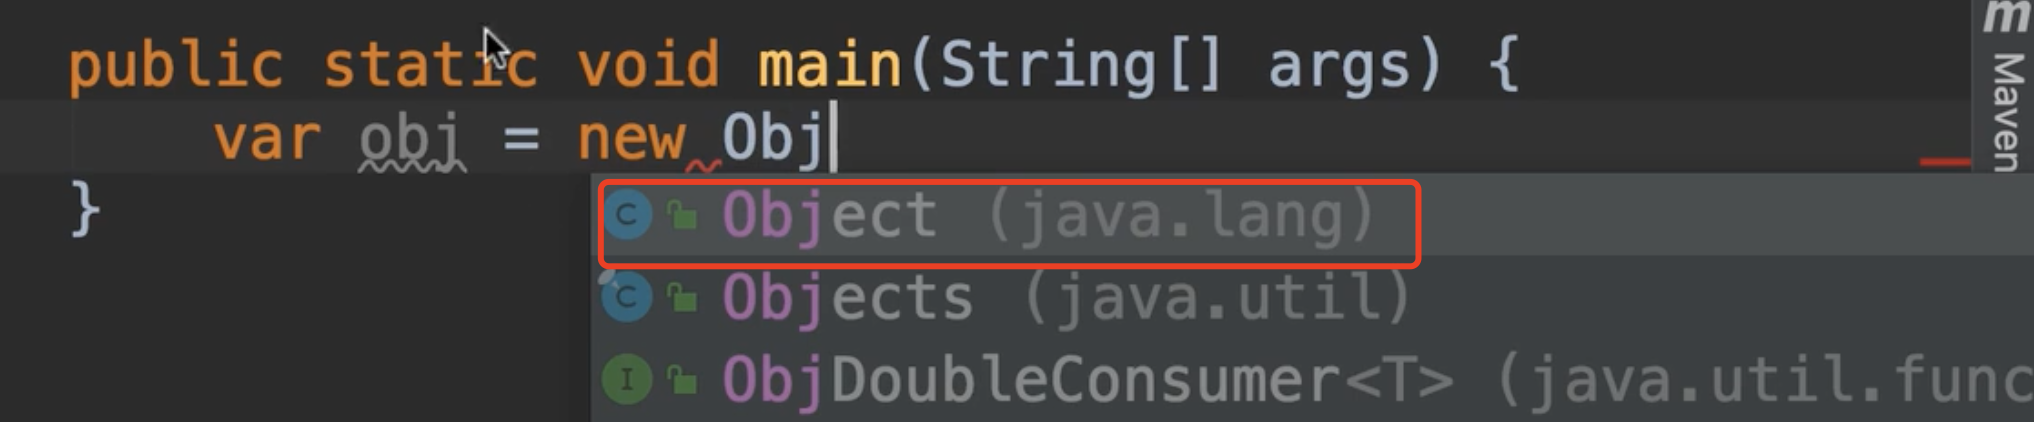 public static void main(String[] args) {
var obj = new Obj
}
Object (java.lang)
Objects (java.util)
ObjDoubleConsumer<T> (java.util.func
m
Maven